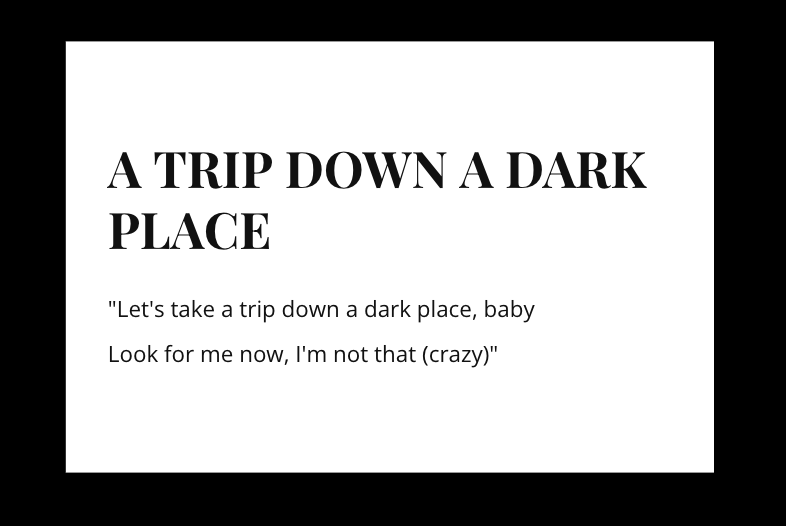 A TRIP DOWN A DARK
PLACE
"Let's take a trip down a dark place, baby
Look for me now, I'm not that (crazy)"